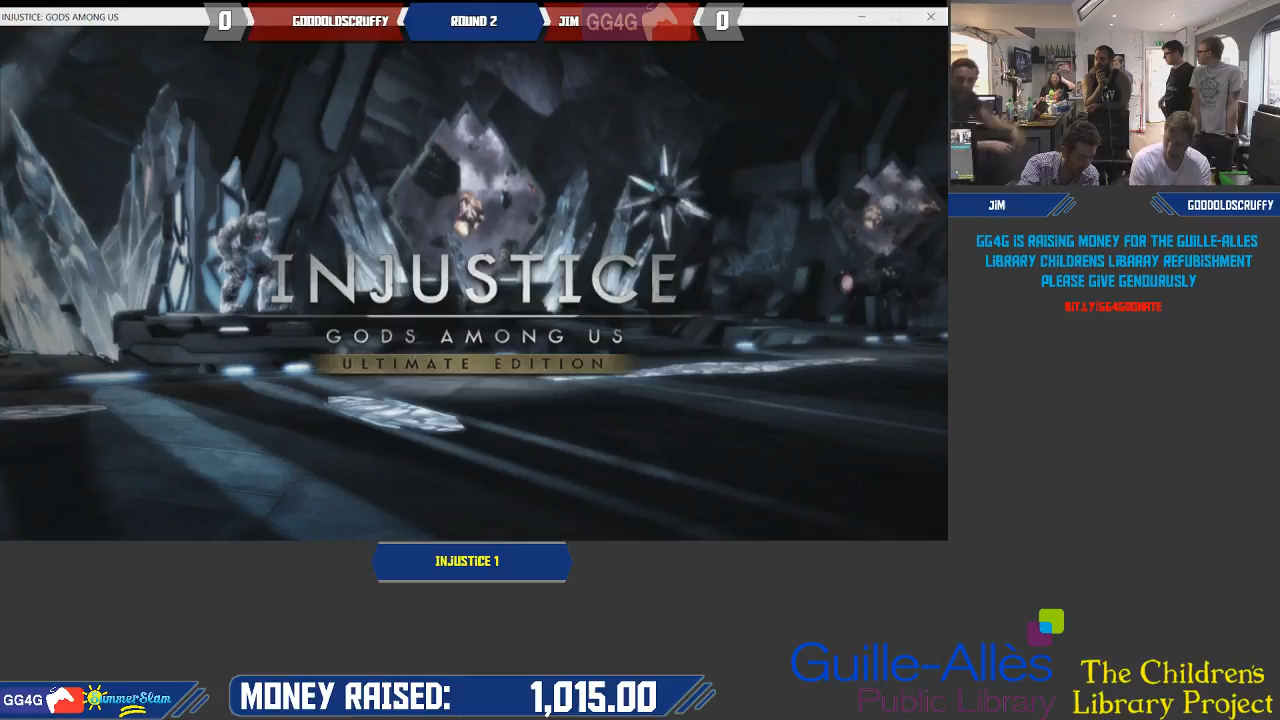 INJUSTICE: GODS AMONG US
0
GOODOLDSCRUFFY
ROUND 2
JIM
GG4G
0
INJUSTICE
GODS AMONG US
ULTIMATE EDITION
JIM
GOODOLDSCRUFFY
GG4G IS RAISING MONEY FOR THE GUILLE-ALLES
LIBRARY CHILDRENS LIBARAY REFUBISHMENT
PLEASE GIVE GENOURUSLY
BIT.LY/GG4GDONATE
INJUSTICE 1
Guille-Allès
Public Library
The Children's
Library Project
GG4G
SummerSlam
MONEY RAISED: 1,015.00